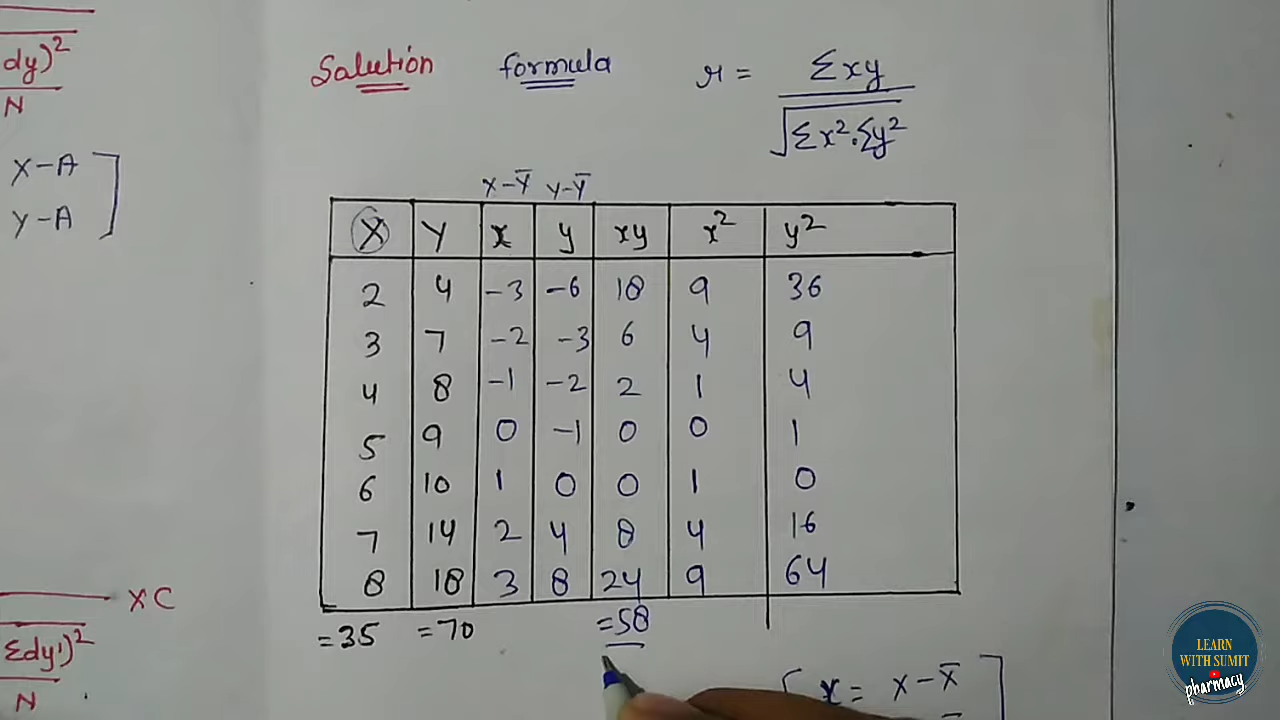 dy)²
N
X-A
Y-A
Solution formula r = Σxy
√Σx².Σy²
X-X̅ Y-Y̅
X Y x y xy x² y²
2 4 -3 -6 18 9 36
3 7 -2 -3 6 4 9
4 8 -1 -2 2 1 4
5 9 0 -1 0 0 1
6 10 1 0 0 1 0
7 14 2 4 8 4 16
8 18 3 8 24 9 64
=35 =70 =58
XC
Σdy')²
N
x = X-X̅
LEARN
WITH SUMIT
pharmacy